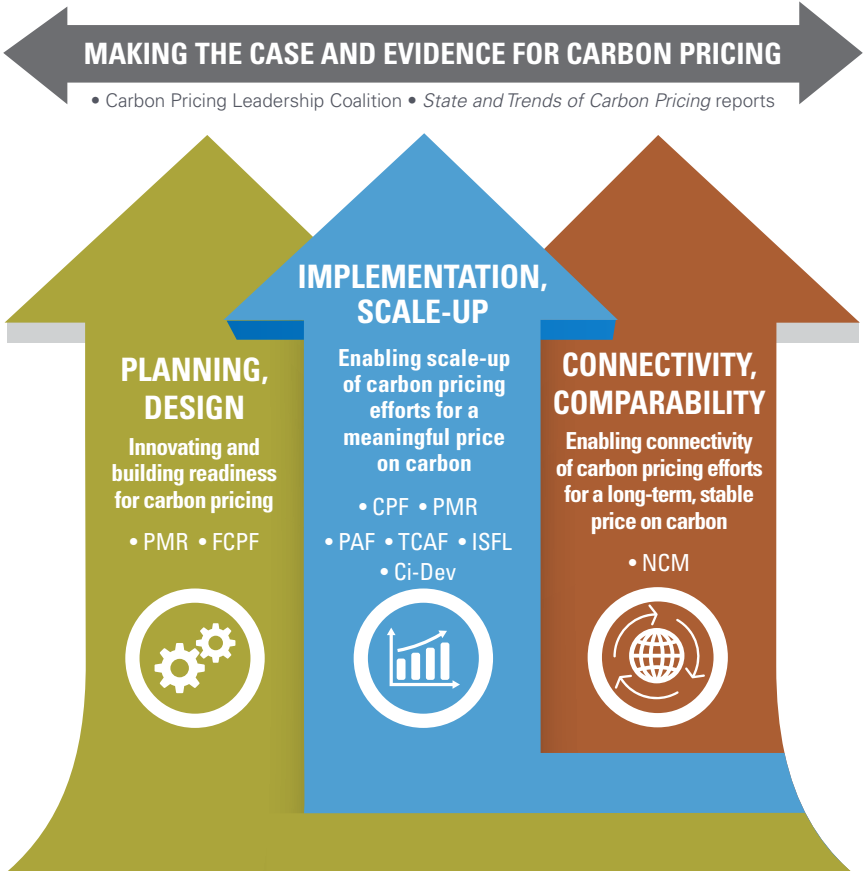 MAKING THE CASE AND EVIDENCE FOR CARBON PRICING
• Carbon Pricing Leadership Coalition • State and Trends of Carbon Pricing reports
PLANNING,
DESIGN
Innovating and
building readiness
for carbon pricing
• PMR • FCPF
IMPLEMENTATION,
SCALE-UP
Enabling scale-up
of carbon pricing
efforts for a
meaningful price
on carbon
• CPF • PMR
• PAF • TCAF • ISFL
• Ci-Dev
CONNECTIVITY,
COMPARABILITY
Enabling connectivity
of carbon pricing efforts
for a long-term, stable
price on carbon
• NCM